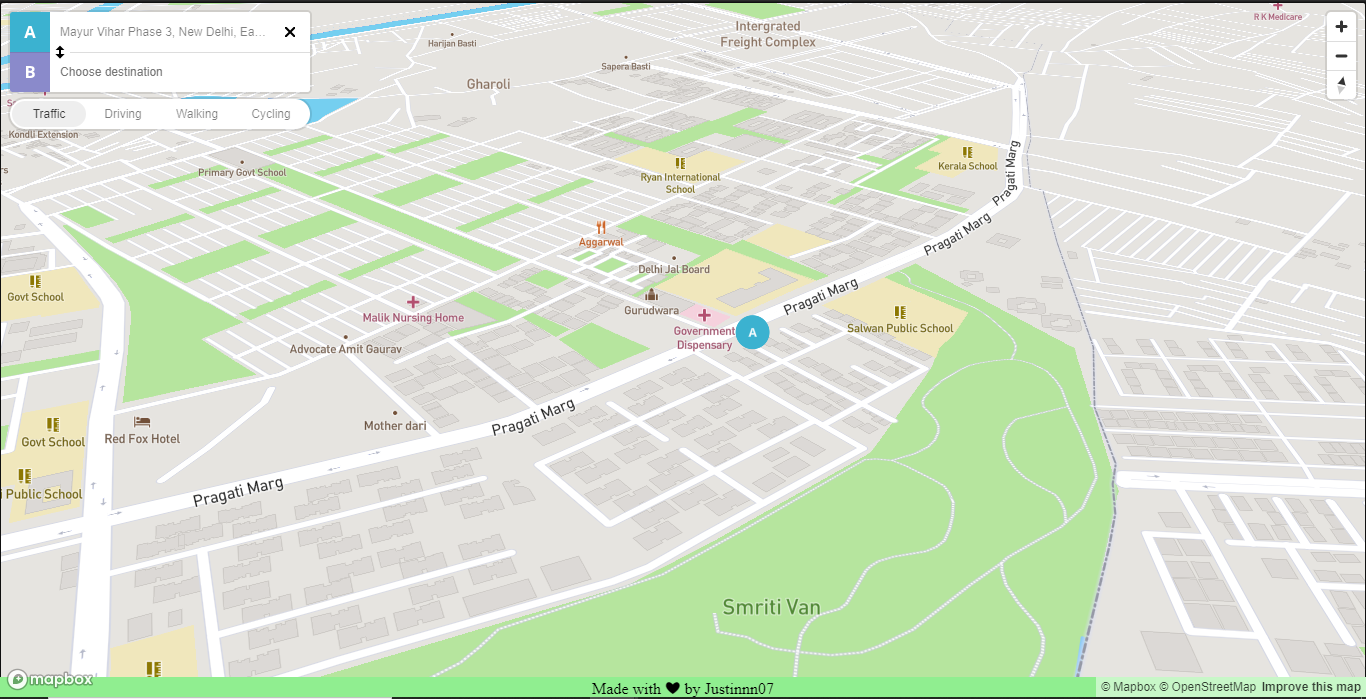 A
Mayur Vihar Phase 3, New Delhi, Ea...
B
Choose destination
Traffic
Driving
Walking
Cycling
Kondli Extension
Harijan Basti
Gharoli
Sapera Basti
Intergrated
Freight Complex
R K Medicare
Primary Govt School
Ryan International
School
Kerala School
Pragati Marg
Pragati Marg
Pragati Marg
Aggarwal
Delhi Jal Board
Gurudwara
Government
Dispensary
A
Salwan Public School
Govt School
Malik Nursing Home
Advocate Amit Gaurav
Mother dari
Pragati Marg
Red Fox Hotel
Govt School
i Public School
Pragati Marg
Smriti Van
mapbox
Made with ♥ by Justinnn07
© Mapbox © OpenStreetMap Improve this map